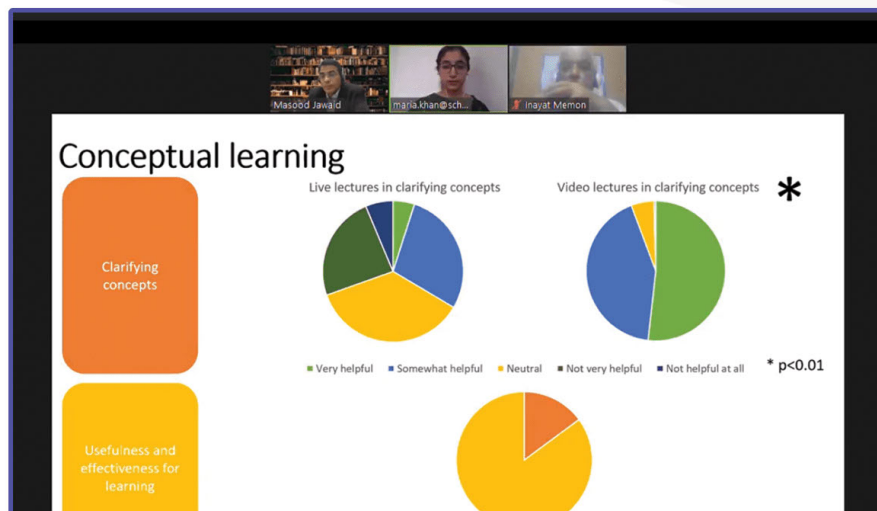 Masood Jawaid
maria.khan@sch...
Inayat Memon
Conceptual learning
Clarifying
concepts
Live lectures in clarifying concepts
Video lectures in clarifying concepts
*
Very helpful
Somewhat helpful
Neutral
Not very helpful
Not helpful at all
* p<0.01
Usefulness and
effectiveness for
learning